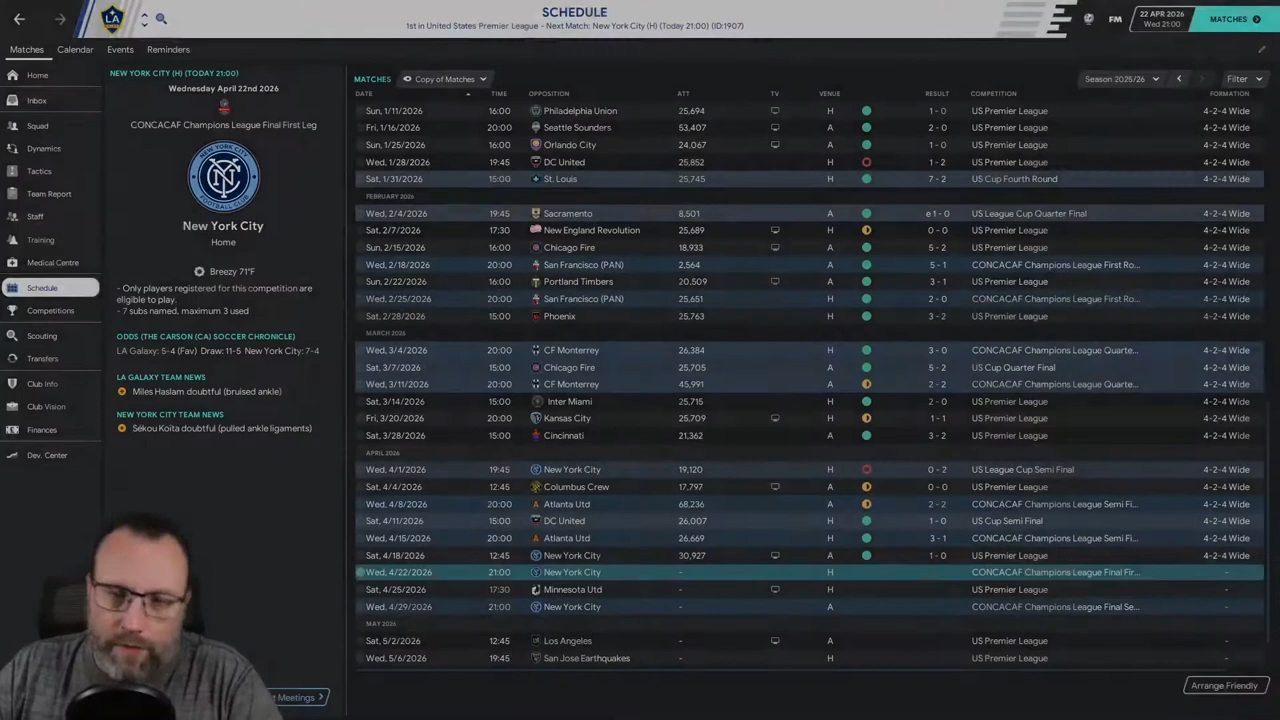 LA
SCHEDULE
1st in United States Premier League - Next Match: New York City (H) (Today 21:00) (ID:1907)
FM
22 APR 2026
Wed 21:00
MATCHES
Matches Calendar Events Reminders
Home
Inbox
Squad
Dynamics
Tactics
Team Report
Staff
Training
Medical Centre
Schedule
Competitions
Scouting
Transfers
Club Info
Club Vision
Finances
Dev. Center
NEW YORK CITY (H) (TODAY 21:00)
Wednesday April 22nd 2026
CONCACAF Champions League Final First Leg
New York City
Home
Breezy 71°F
- Only players registered for this competition are
eligible to play.
- 7 subs named, maximum 3 used
ODDS (THE CARSON (CA) SOCCER CHRONICLE)
LA Galaxy: 5-4 (Fav) Draw: 11-5 New York City: 7-4
LA GALAXY TEAM NEWS
Miles Haslam doubtful (bruised ankle)
NEW YORK CITY TEAM NEWS
Sékou Koïta doubtful (pulled ankle ligaments)
Meetings
MATCHES Copy of Matches Season 2025/26 Filter
DATE TIME OPPOSITION ATT TV VENUE RESULT COMPETITION FORMATION
Sun, 1/11/2026 16:00 Philadelphia Union 25,694 H 1 - 0 US Premier League 4-2-4 Wide
Fri, 1/16/2026 20:00 Seattle Sounders 53,407 A 2 - 0 US Premier League 4-2-4 Wide
Sun, 1/25/2026 16:00 Orlando City 24,067 A 1 - 0 US Premier League 4-2-4 Wide
Wed, 1/28/2026 19:45 DC United 25,852 H 1 - 2 US Premier League 4-2-4 Wide
Sat, 1/31/2026 15:00 St. Louis 25,745 H 7 - 2 US Cup Fourth Round 4-2-4 Wide
FEBRUARY 2026
Wed, 2/4/2026 19:45 Sacramento 8,501 A e 1 - 0 US League Cup Quarter Final 4-2-4 Wide
Sat, 2/7/2026 17:30 New England Revolution 25,689 H 0 - 0 US Premier League 4-2-4 Wide
Sun, 2/15/2026 16:00 Chicago Fire 18,933 A 5 - 2 US Premier League 4-2-4 Wide
Wed, 2/18/2026 20:00 San Francisco (PAN) 2,564 A 5 - 1 CONCACAF Champions League First Ro... 4-2-4 Wide
Sun, 2/22/2026 16:00 Portland Timbers 20,509 A 3 - 1 US Premier League 4-2-4 Wide
Wed, 2/25/2026 20:00 San Francisco (PAN) 25,651 H 2 - 0 CONCACAF Champions League First Ro... 4-2-4 Wide
Sat, 2/28/2026 15:00 Phoenix 25,763 H 3 - 2 US Premier League 4-2-4 Wide
MARCH 2026
Wed, 3/4/2026 20:00 CF Monterrey 26,384 H 3 - 0 CONCACAF Champions League Quarte... 4-2-4 Wide
Sat, 3/7/2026 15:00 Chicago Fire 25,705 H 5 - 2 US Cup Quarter Final 4-2-4 Wide
Wed, 3/11/2026 20:00 CF Monterrey 45,991 A 2 - 2 CONCACAF Champions League Quarte... 4-2-4 Wide
Sat, 3/14/2026 15:00 Inter Miami 25,715 H 2 - 0 US Premier League 4-2-4 Wide
Fri, 3/20/2026 20:00 Kansas City 25,709 H 1 - 1 US Premier League 4-2-4 Wide
Sat, 3/28/2026 15:00 Cincinnati 21,362 A 3 - 2 US Premier League 4-2-4 Wide
APRIL 2026
Wed, 4/1/2026 19:45 New York City 19,120 H 0 - 2 US League Cup Semi Final 4-2-4 Wide
Sat, 4/4/2026 12:45 Columbus Crew 17,797 A 0 - 0 US Premier League 4-2-4 Wide
Wed, 4/8/2026 20:00 Atlanta Utd 68,236 A 2 - 2 CONCACAF Champions League Semi Fi... 4-2-4 Wide
Sat, 4/11/2026 15:00 DC United 26,007 H 1 - 0 US Cup Semi Final 4-2-4 Wide
Wed, 4/15/2026 20:00 Atlanta Utd 26,669 H 3 - 1 CONCACAF Champions League Semi Fi... 4-2-4 Wide
Sat, 4/18/2026 12:45 New York City 30,927 A 1 - 0 US Premier League 4-2-4 Wide
Wed, 4/22/2026 21:00 New York City - H CONCACAF Champions League Final Fir... -
Sat, 4/25/2026 17:30 Minnesota Utd - H US Premier League -
Wed, 4/29/2026 21:00 New York City - A CONCACAF Champions League Final Se... -
MAY 2026
Sat, 5/2/2026 12:45 Los Angeles - A US Premier League -
Wed, 5/6/2026 19:45 San Jose Earthquakes - H US Premier League -
Arrange Friendly